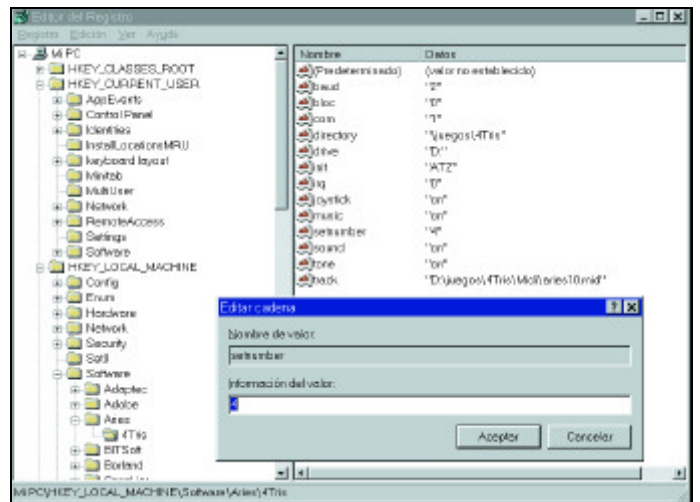 Editor del Registro
Registro Edición Ver Ayuda
Mi PC
HKEY_CLASSES_ROOT
HKEY_CURRENT_USER
AppEvents
Control Panel
Identities
InstallLocationsMRU
keyboard layout
Minitab
MultiUser
Network
RemoteAccess
Settings
Software
HKEY_LOCAL_MACHINE
Config
Enum
Hardware
Network
Security
Software
Adaptec
Adobe
Aries
4Tris
BITSoft
Borland
Nombre Datos
(Predeterminado) (valor no establecido)
baud "2"
bloc "0"
com "1"
directory "\juegos\4Tris"
drive "D:"
init "ATZ"
irq "0"
joystick "on"
music "on"
setnumber "4"
sound "on"
tone "on"
track "D:\juegos\4Tris\Midi\aries10.mid"
Editar cadena
Nombre de valor:
setnumber
Información del valor:
4
Aceptar Cancelar
Mi PC\HKEY_LOCAL_MACHINE\Software\Aries\4Tris